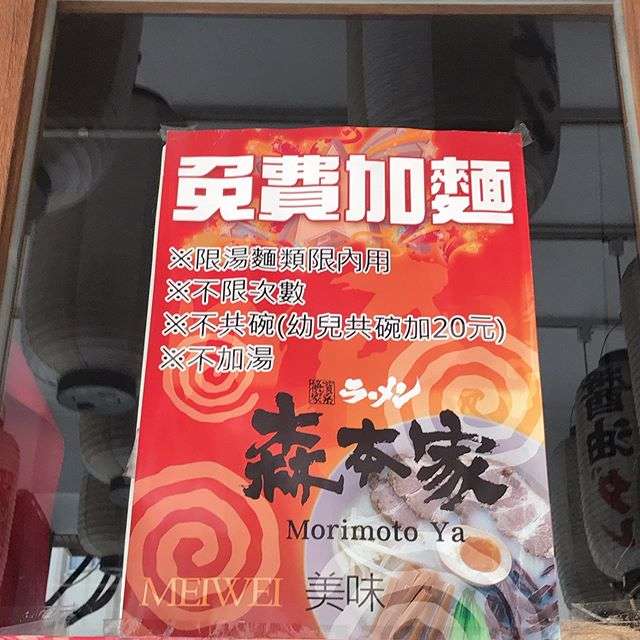 免費加麵
※限湯麵類限內用
※不限次數
※不共碗(幼兒共碗加20元)
※不加湯
ラーメン
森本家
Morimoto Ya
MEIWEI 美味